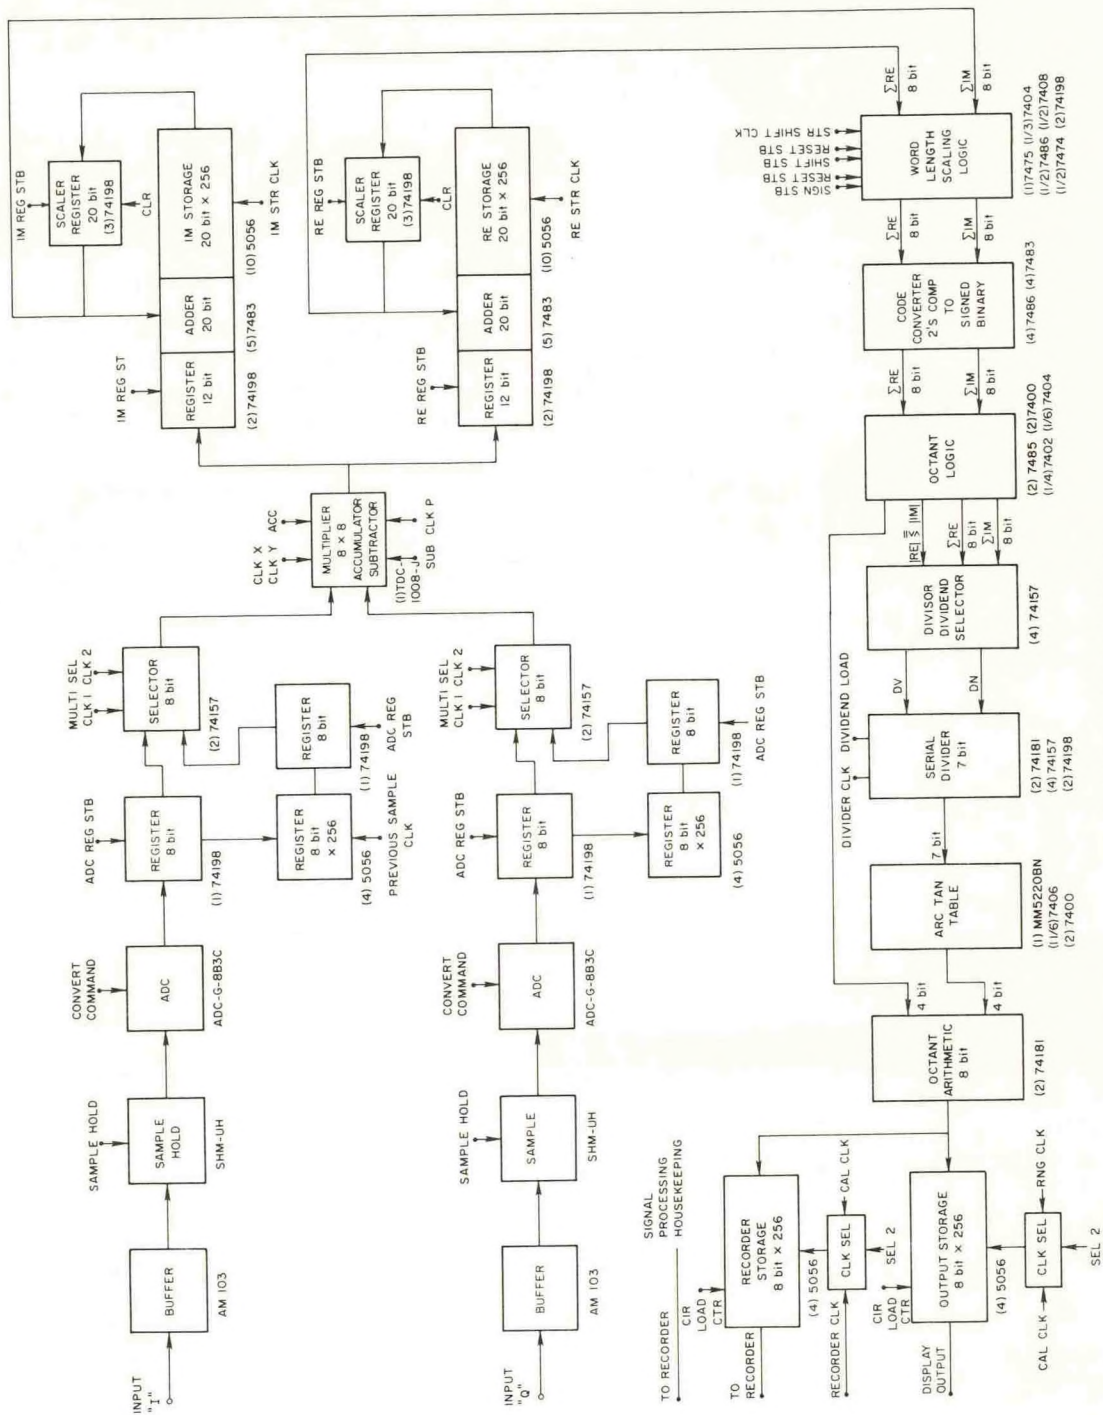 INPUT
"I"
BUFFER
AM 103
SAMPLE HOLD
SAMPLE
HOLD
SHM-UH
CONVERT
COMMAND
ADC
ADC-G-8B3C
ADC REG STB
REGISTER
8 bit
(1) 74198
REGISTER
8 bit
× 256
(4) 5056
PREVIOUS SAMPLE
CLK
REGISTER
8 bit
(1) 74198
ADC REG
STB
MULTI SEL
CLK 1 CLK 2
SELECTOR
8 bit
(2) 74157
INPUT
"Q"
BUFFER
AM 103
SAMPLE HOLD
SAMPLE
SHM-UH
CONVERT
COMMAND
ADC
ADC-G-8B3C
ADC REG STB
REGISTER
8 bit
(1) 74198
REGISTER
8 bit
× 256
(4) 5056
REGISTER
8 bit
(1) 74198
ADC REG STB
MULTI SEL
CLK 1 CLK 2
SELECTOR
8 bit
(2) 74157
CLK X
CLK Y
ACC
MULTIPLIER
8 × 8
ACCUMULATOR
SUBTRACTOR
(1)TDC-
1008-J
SUB
CLK P
IM REG ST
REGISTER
12 bit
(2) 74198
ADDER
20 bit
(5)7483
IM STORAGE
20 bit × 256
(10) 5056
IM STR CLK
IM REG STB
SCALER
REGISTER
20 bit
(3)74198
CLR
RE REG STB
REGISTER
12 bit
(2) 74198
ADDER
20 bit
(5) 7483
RE STORAGE
20 bit × 256
(10) 5056
RE STR CLK
RE REG STB
SCALER
REGISTER
20 bit
(3) 74198
CLR
ΣRE
8 bit
ΣIM
8 bit
SIGN STB
RESET STB
SHIFT STB
RESET STB
STR SHIFT CLK
WORD
LENGTH
SCALING
LOGIC
(1)7475 (1/3)7404
(1/2)7486 (1/2)7408
(1/2)7474 (2)74198
ΣRE
8 bit
ΣIM
8 bit
CODE
CONVERTER
2'S COMP
TO
SIGNED
BINARY
(4) 7486 (4)7483
ΣRE
8 bit
ΣIM
8 bit
OCTANT
LOGIC
(2) 7485 (2)7400
(1/4)7402 (1/6)7404
ΣRE
8 bit
ΣIM
8 bit
DIVISOR
DIVIDEND
SELECTOR
(4) 74157
DV
DN
DIVIDER CLK
DIVIDEND LOAD
SERIAL
DIVIDER
7 bit
(2) 74181
(4) 74157
(2) 74198
7 bit
ARC TAN
TABLE
(1) MM5220BN
(2) 7400
4 bit
4 bit
OCTANT
ARITHMETIC
8 bit
(2) 74181
TO RECORDER
SIGNAL
PROCESSING
HOUSEKEEPING
TO
RECORDER
CIR
LOAD
CTR
RECORDER
STORAGE
8 bit × 256
(4) 5056
RECORDER CLK
CLK SEL
CAL CLK
SEL 2
CIR
LOAD
CTR
OUTPUT STORAGE
8 bit × 256
(4) 5056
DISPLAY
OUTPUT
CAL CLK
CLK SEL
RNG CLK
SEL 2